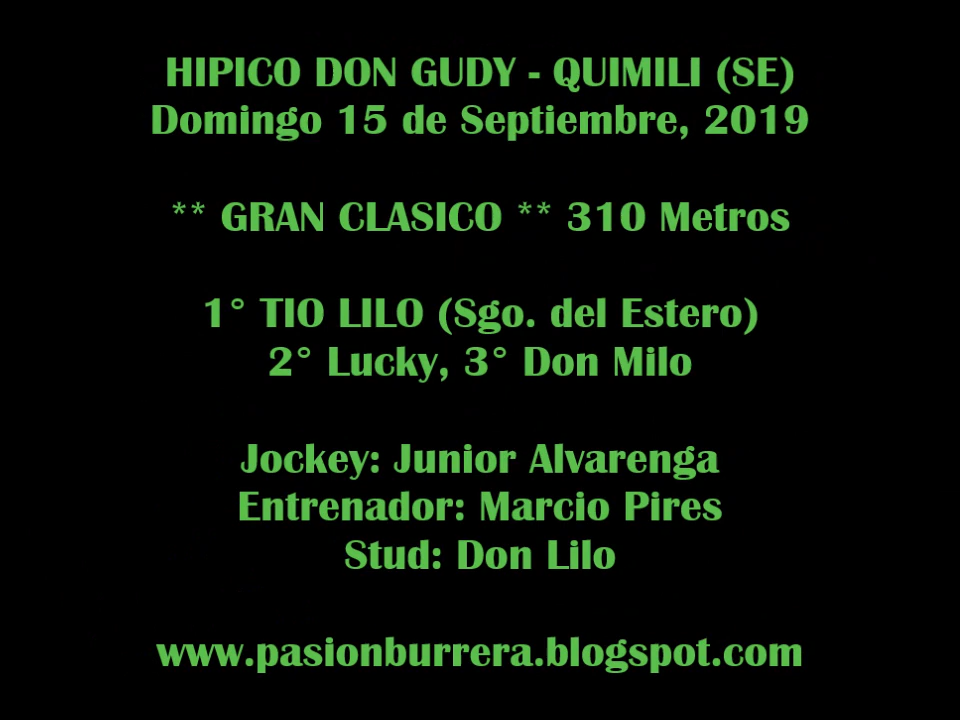 HIPICO DON GUDY - QUIMILI (SE)
Domingo 15 de Septiembre, 2019
** GRAN CLASICO ** 310 Metros
1° TIO LILO (Sgo. del Estero)
2° Lucky, 3° Don Milo
Jockey: Junior Alvarenga
Entrenador: Marcio Pires
Stud: Don Lilo
www.pasionburrera.blogspot.com